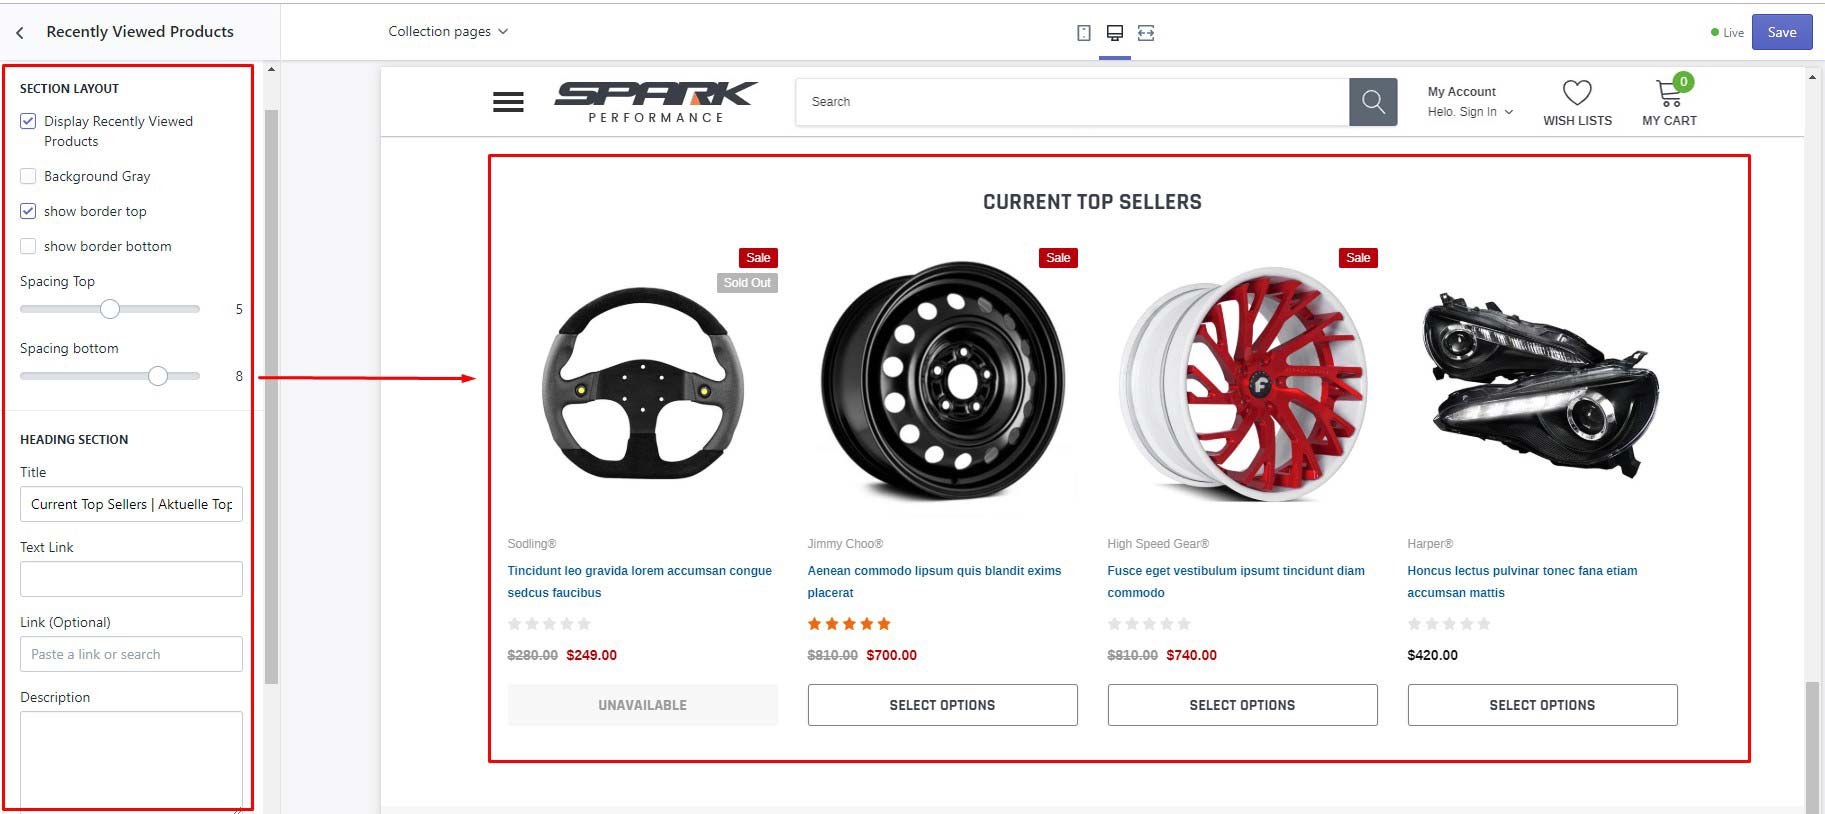 Recently Viewed Products
Collection pages
Live
Save
SECTION LAYOUT
Display Recently Viewed
Products
Background Gray
show border top
show border bottom
Spacing Top
5
Spacing bottom
8
HEADING SECTION
Title
Current Top Sellers | Aktuelle Top
Text Link
Link (Optional)
Paste a link or search
Description
SPARK
PERFORMANCE
Search
My Account
Helo. Sign In
WISH LISTS
0
MY CART
CURRENT TOP SELLERS
Sale
Sold Out
Sodling®
Tincidunt leo gravida lorem accumsan congue
sedcus faucibus
$280.00 $249.00
UNAVAILABLE
Sale
Jimmy Choo®
Aenean commodo lipsum quis blandit exims
placerat
$810.00 $700.00
SELECT OPTIONS
Sale
F
High Speed Gear®
Fusce eget vestibulum ipsumt tincidunt diam
commodo
$810.00 $740.00
SELECT OPTIONS
Harper®
Honcus lectus pulvinar tonec fana etiam
accumsan mattis
$420.00
SELECT OPTIONS